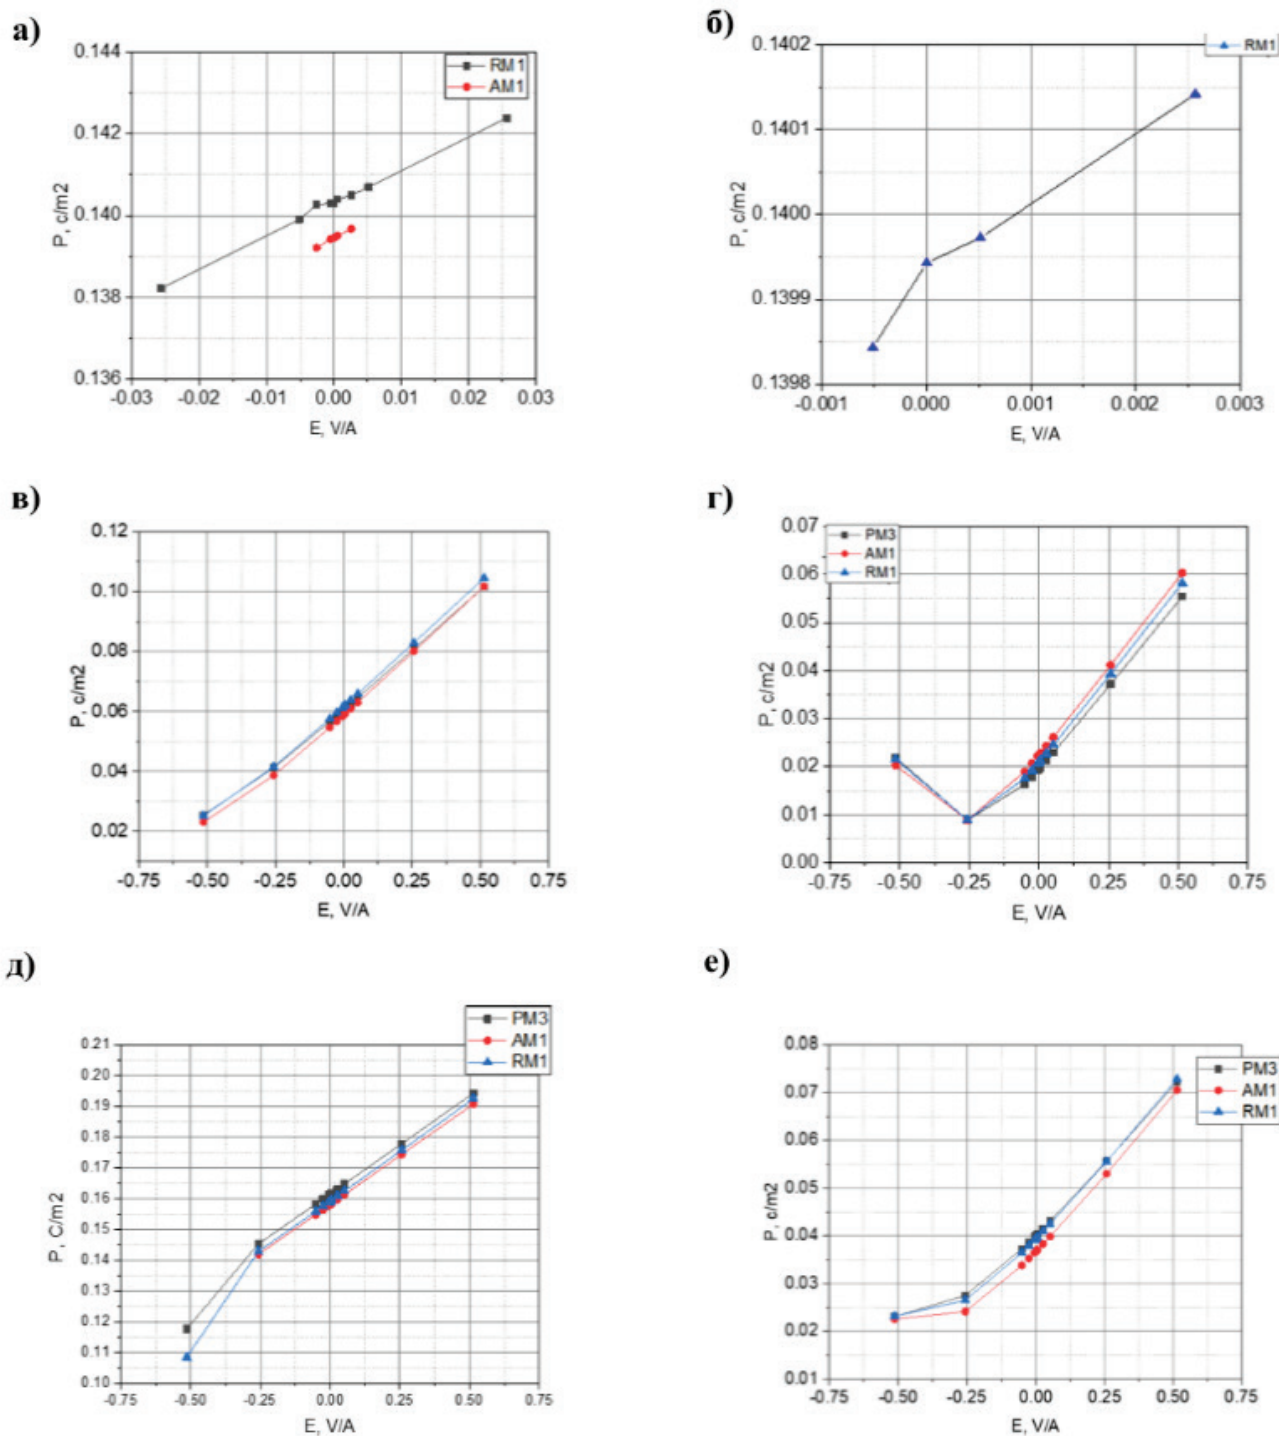 а)
0.144
0.142
0.140
0.138
0.136
P, c/m2
-0.03 -0.02 -0.01 0.00 0.01 0.02 0.03
E, V/A
RM1
AM1
б)
0.1402
0.1401
0.1400
0.1399
0.1398
P, c/m2
-0.001 0.000 0.001 0.002 0.003
E, V/A
RM1
в)
0.12
0.10
0.08
0.06
0.04
0.02
P, c/m2
-0.75 -0.50 -0.25 0.00 0.25 0.50 0.75
E, V/A
г)
0.07
0.06
0.05
0.04
0.03
0.02
0.01
0.00
P, c/m2
-0.75 -0.50 -0.25 0.00 0.25 0.50 0.75
E, V/A
PM3
AM1
RM1
д)
0.21
0.20
0.19
0.18
0.17
0.16
0.15
0.14
0.12
0.11
0.10
P, C/m2
-0.75 -0.50 -0.25 0.00 0.25 0.50 0.75
E, V/A
PM3
AM1
RM1
е)
0.08
0.07
0.06
0.05
0.04
0.03
0.02
0.01
P, c/m2
-0.75 -0.50 -0.25 0.00 0.25 0.50 0.75
E, V/A
PM3
AM1
RM1